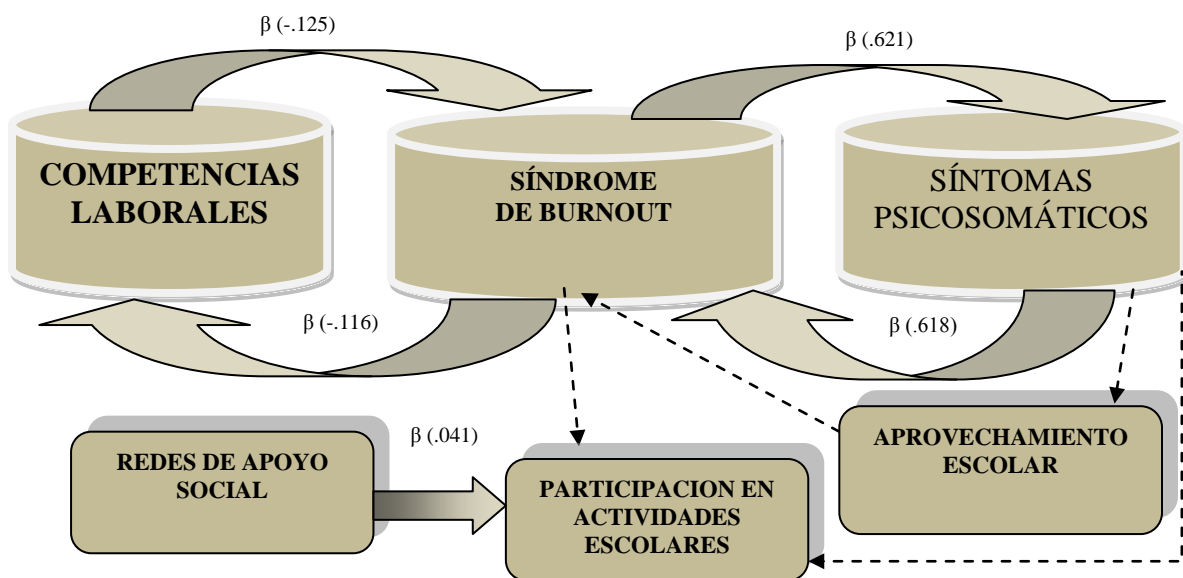 β (-.125)
β (.621)
COMPETENCIAS
LABORALES
SÍNDROME
DE BURNOUT
SÍNTOMAS
PSICOSOMÁTICOS
β (-.116)
β (.618)
REDES DE APOYO
SOCIAL
β (.041)
PARTICIPACION EN
ACTIVIDADES
ESCOLARES
APROVECHAMIENTO
ESCOLAR